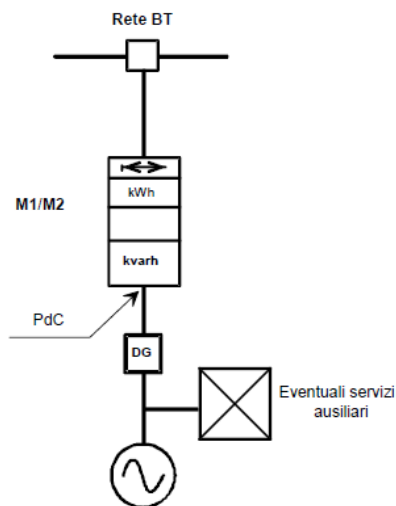 Rete BT
kWh
M1/M2
kvarh
PdC
DG
Eventuali servizi
ausiliari